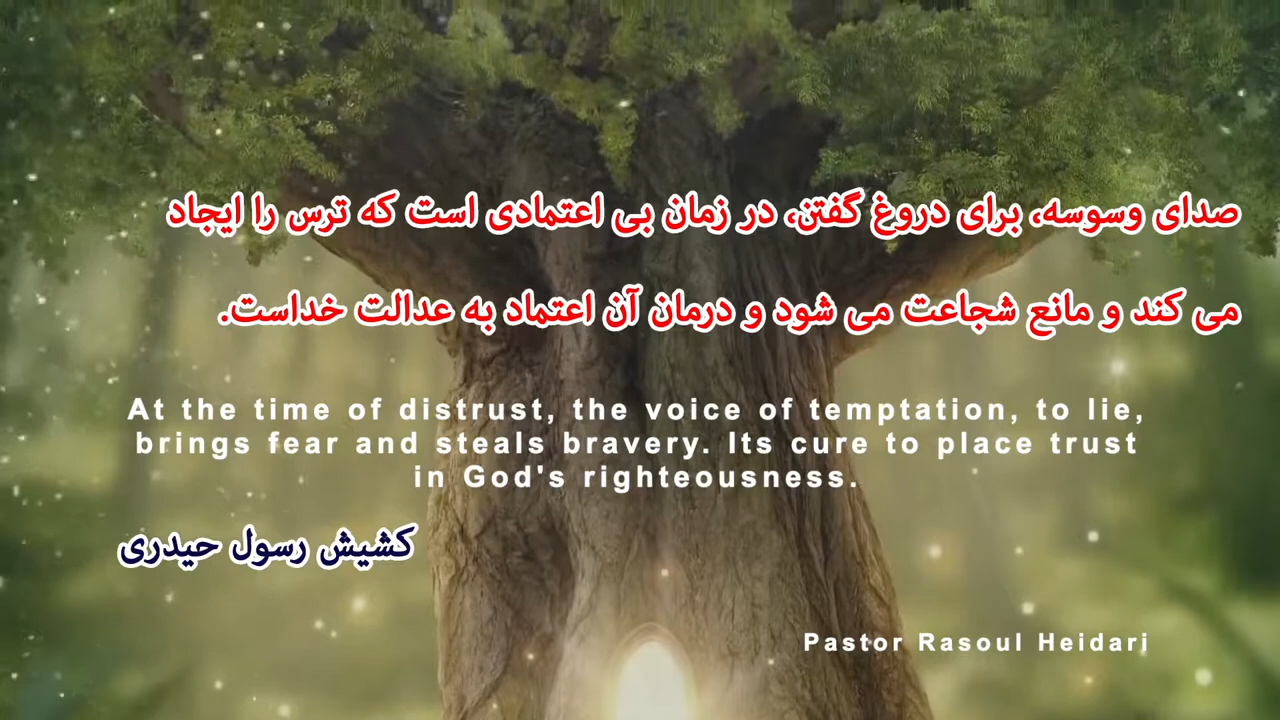 صدای وسوسه، برای دروغ گفتن، در زمان بی اعتمادی است که ترس را ایجاد
می کند و مانع شجاعت می شود و درمان آن اعتماد به عدالت خداست.
At the time of distrust, the voice of temptation, to lie,
brings fear and steals bravery. Its cure to place trust
in God's righteousness.
کشیش رسول حیدری
Pastor Rasoul Heidari